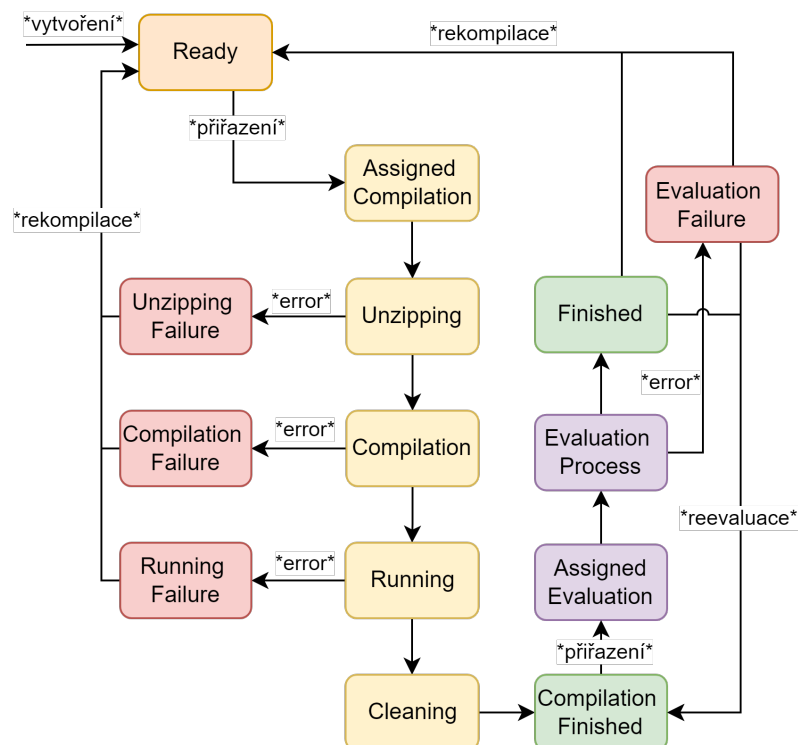 *vytvoření*
Ready
*rekompilace*
*přiřazení*
Assigned
Compilation
Evaluation
Failure
*rekompilace*
Unzipping
Failure
*error*
Unzipping
Finished
*error*
Compilation
Failure
*error*
Compilation
Evaluation
Process
*reevaluace*
Running
Failure
*error*
Running
Assigned
Evaluation
*přiřazení*
Cleaning
Compilation
Finished